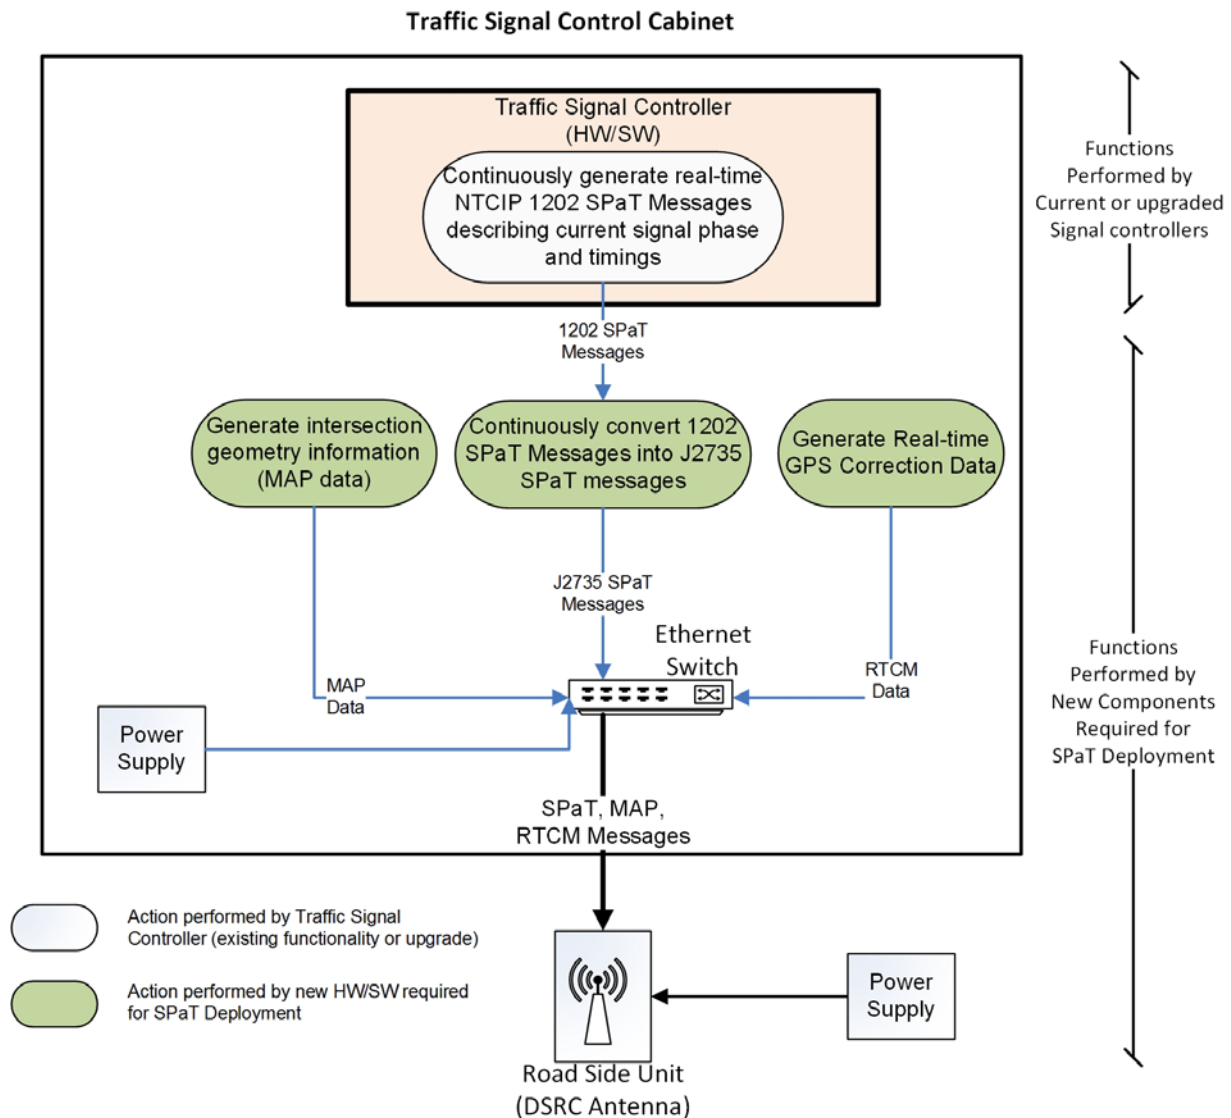 Traffic Signal Control Cabinet
Traffic Signal Controller
(HW/SW)
Continuously generate real-time
NTCIP 1202 SPaT Messages
describing current signal phase
and timings
Functions
Performed by
Current or upgraded
Signal controllers
1202 SPaT
Messages
Generate intersection
geometry information
(MAP data)
Continuously convert 1202
SPaT Messages into J2735
SPaT messages
Generate Real-time
GPS Correction Data
J2735 SPaT
Messages
Ethernet
Switch
MAP
Data
RTCM
Data
Functions
Performed by
New Components
Required for
SPaT Deployment
Power
Supply
SPaT, MAP,
RTCM Messages
Action performed by Traffic Signal
Controller (existing functionality or upgrade)
Action performed by new HW/SW required
for SPaT Deployment
Power
Supply
Road Side Unit
(DSRC Antenna)